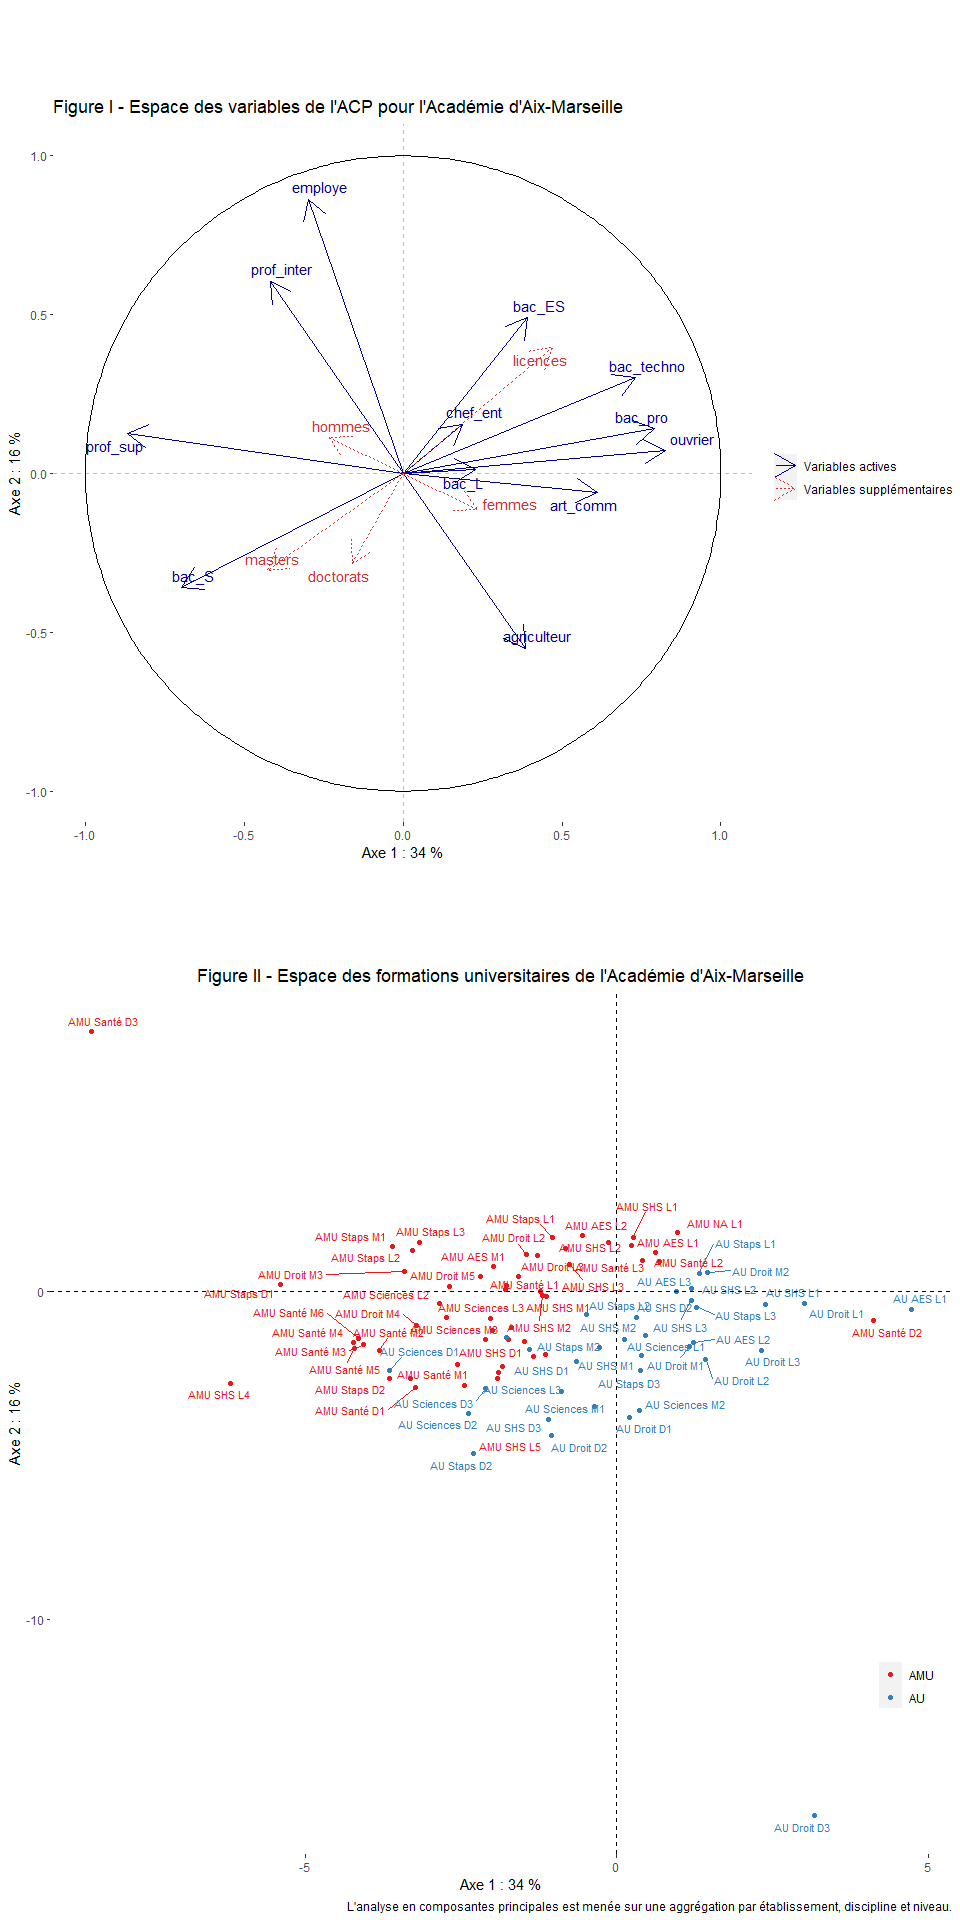 Figure I - Espace des variables de l'ACP pour l'Académie d'Aix-Marseille
1.0
employe
prof_inter
bac_ES
0.5
licences
bac_techno
chef_ent
bac_pro
hommes
ouvrier
prof_sup
Axe 2 : 16 %
0.0
bac_L
femmes
art_comm
Variables actives
Variables supplémentaires
masters
bac_S
doctorats
-0.5
agriculteur
-1.0
-1.0
-0.5
0.0
0.5
1.0
Axe 1 : 34 %
Figure II - Espace des formations universitaires de l'Académie d'Aix-Marseille
AMU Santé D3
AMU SHS L1
AMU Staps L1
AMU AES L2
AMU NA L1
AMU Staps M1
AMU Staps L3
AMU Droit L2
AMU SHS L2
AMU AES L1
AU Staps L1
AMU Staps L2
AMU AES M1
AMU Droit L3
AMU Santé L3
AMU Santé L2
AMU Droit M3
AMU Droit M5
AU Droit M2
AMU Santé L1
AMU SHS L3
AU AES L3
AU SHS L2
AMU Staps D1
0
AMU Sciences L2
AU SHS L1
AU AES L1
AMU Santé M6
AMU Droit M4
AMU Sciences L3
AMU SHS M1
AU Staps L2
AU SHS D2
AU Staps L3
AU Droit L1
AMU Santé M4
AMU Santé M2
AMU Sciences M3
AMU SHS M2
AU SHS M2
AU SHS L3
AMU Santé D2
AMU Santé M3
AU Sciences D1
AMU SHS D1
AU Staps M2
AU Sciences L1
AU AES L2
AMU Santé M5
AMU Santé M1
AU SHS D1
AU SHS M1
AU Droit M1
AU Droit L3
AMU SHS L4
AMU Staps D2
AU Sciences L3
AU Staps D3
AU Droit L2
AMU Santé D1
AU Sciences D3
AU Sciences M1
AU Sciences M2
AU Sciences D2
AU SHS D3
AU Droit D1
AMU SHS L5
AU Droit D2
AU Staps D2
Axe 2 : 16 %
-10
AMU
AU
AU Droit D3
-5
0
5
Axe 1 : 34 %
L'analyse en composantes principales est menée sur une aggrégation par établissement, discipline et niveau.